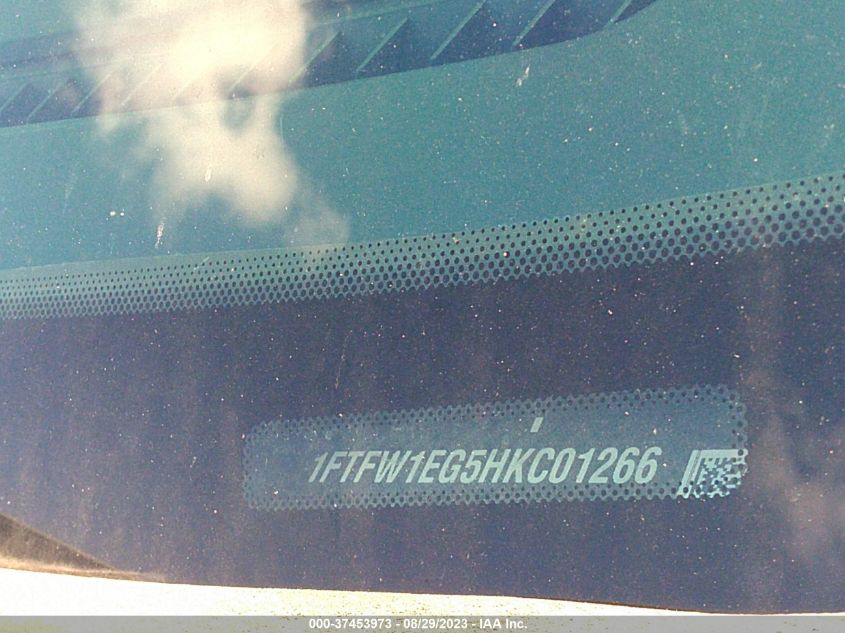 1FTFW1EG5HKC01266
000-37453973 - 08/29/2023 - IAA Inc.